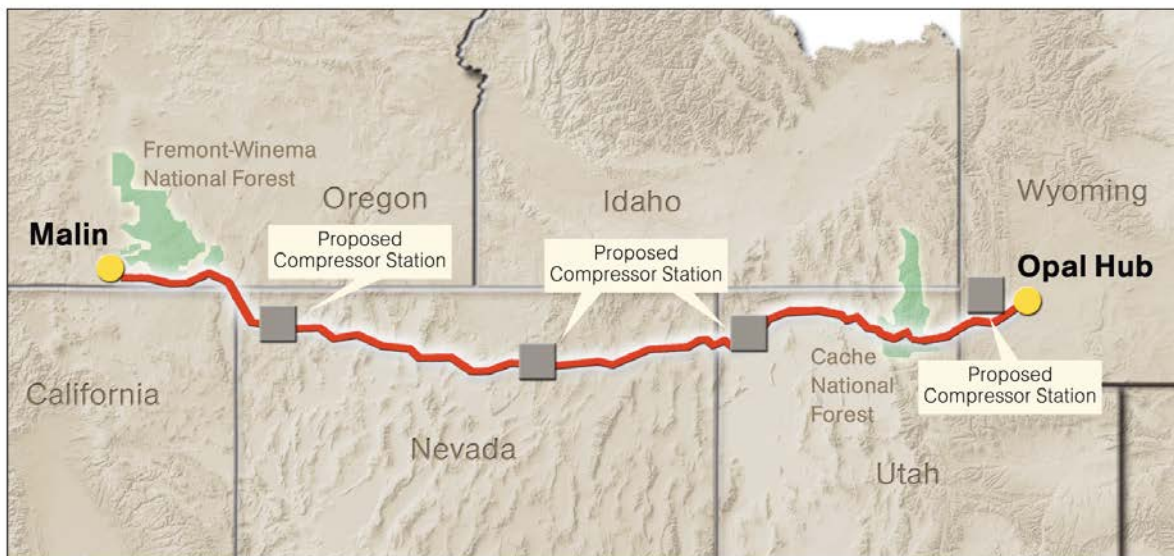 Fremont-Winema
National Forest
Oregon
Idaho
Wyoming
Malin
Proposed
Compressor Station
Proposed
Compressor Station
Opal Hub
California
Nevada
Cache
National
Forest
Proposed
Compressor Station
Utah